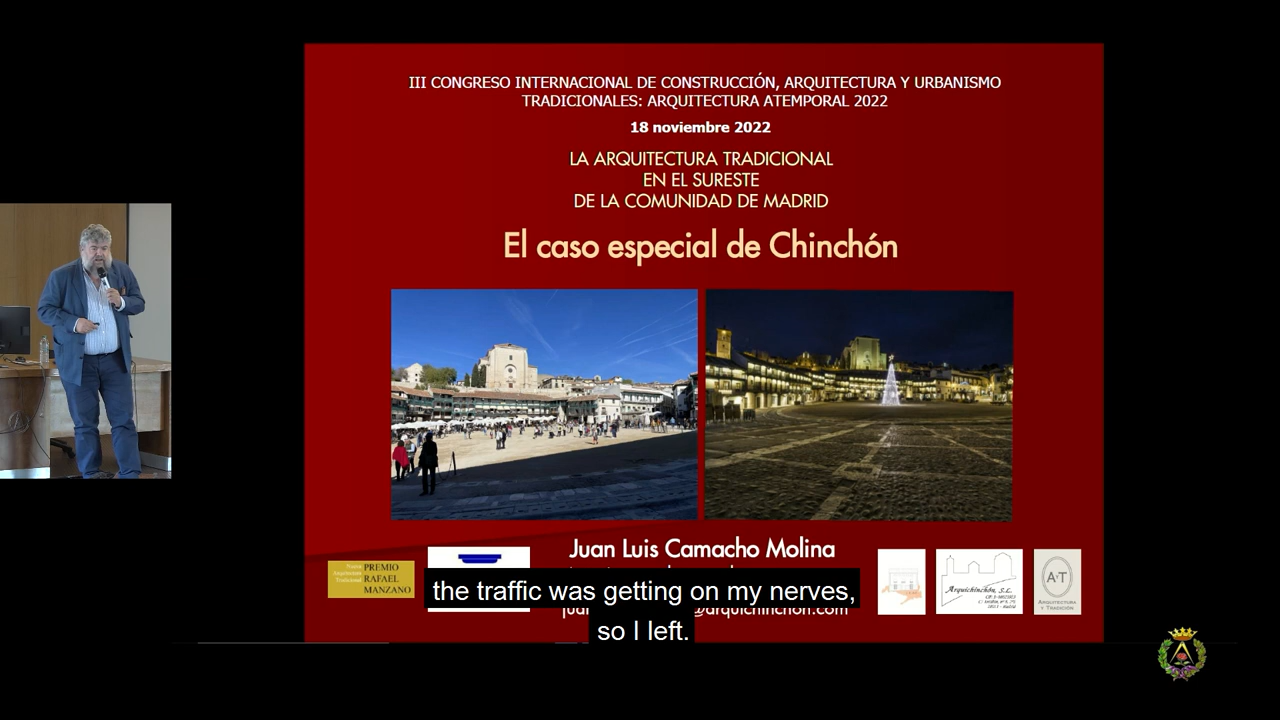 III CONGRESO INTERNACIONAL DE CONSTRUCCIÓN, ARQUITECTURA Y URBANISMO
TRADICIONALES: ARQUITECTURA ATEMPORAL 2022
18 noviembre 2022
LA ARQUITECTURA TRADICIONAL
EN EL SURESTE
DE LA COMUNIDAD DE MADRID
El caso especial de Chinchón
Juan Luis Camacho Molina
PREMIO
RAFAEL
MANZANO
Arquichinchón, S.L.
A+T
ARQUITECTURA
Y TRADICIÓN
@arquichinchon.com
the traffic was getting on my nerves,
so I left.